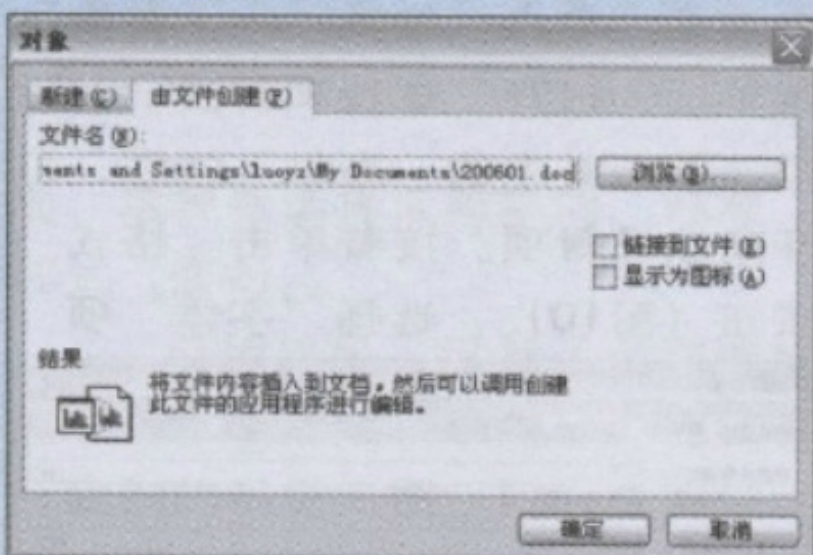 对象
新建(C) 由文件创建(F)
文件名(N):
ments and Settings\luoyz\My Documents\200601.doc 浏览(B)...
链接到文件(K)
显示为图标(A)
结果
将文件内容插入到文档，然后可以调用创建
此文件的应用程序进行编辑。
确定 取消